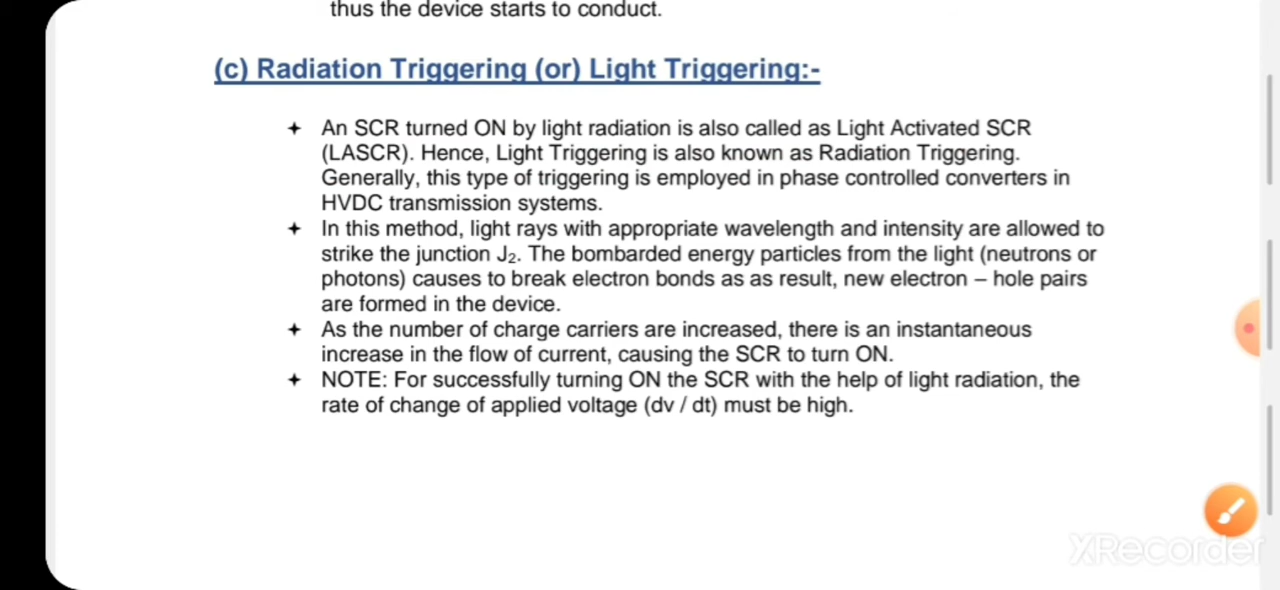 thus the device starts to conduct.
(c) Radiation Triggering (or) Light Triggering:-
An SCR turned ON by light radiation is also called as Light Activated SCR
(LASCR). Hence, Light Triggering is also known as Radiation Triggering.
Generally, this type of triggering is employed in phase controlled converters in
HVDC transmission systems.
In this method, light rays with appropriate wavelength and intensity are allowed to
strike the junction J₂. The bombarded energy particles from the light (neutrons or
photons) causes to break electron bonds as as result, new electron – hole pairs
are formed in the device.
As the number of charge carriers are increased, there is an instantaneous
increase in the flow of current, causing the SCR to turn ON.
NOTE: For successfully turning ON the SCR with the help of light radiation, the
rate of change of applied voltage (dv / dt) must be high.
XRecorder